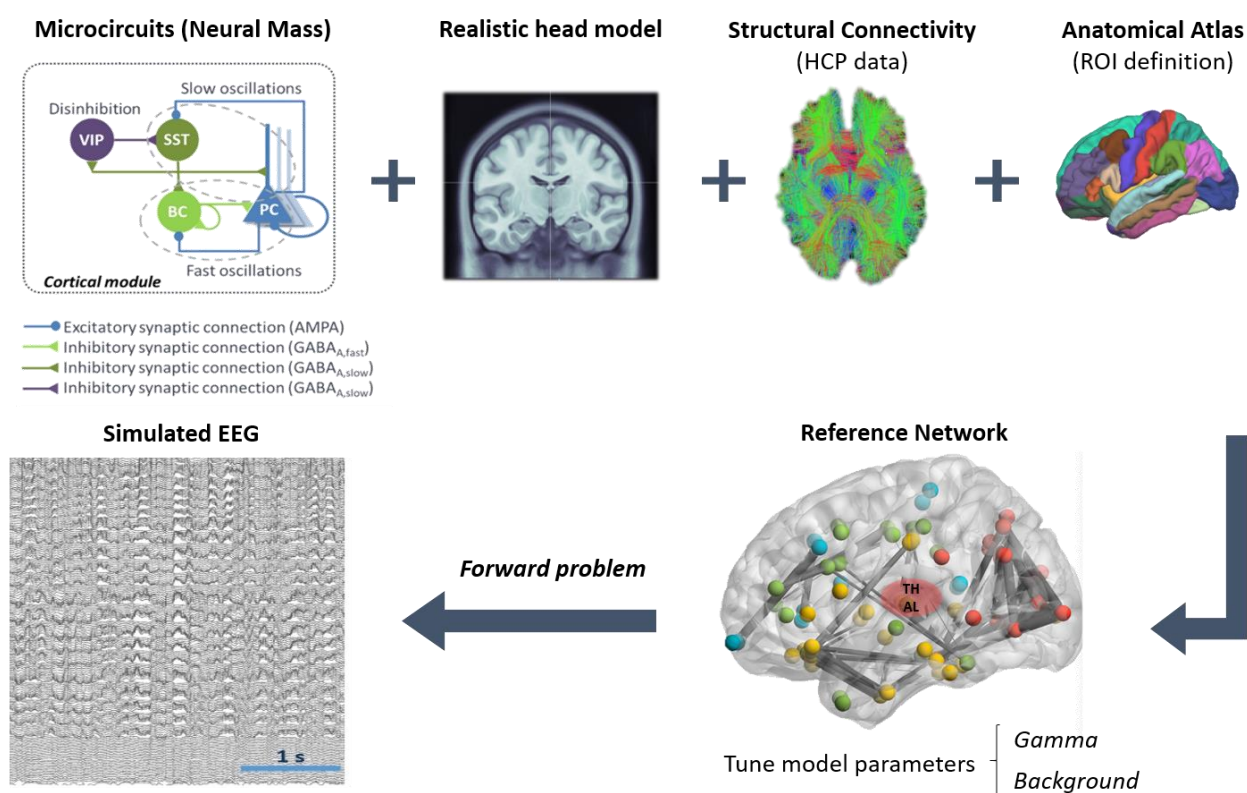 Microcircuits (Neural Mass)
Realistic head model
Structural Connectivity
(HCP data)
Anatomical Atlas
(ROI definition)
Slow oscillations
Disinhibition
VIP
SST
BC
PC
Fast oscillations
Cortical module
+
+
+
Excitatory synaptic connection (AMPA)
Inhibitory synaptic connection (GABAA,fast)
Inhibitory synaptic connection (GABAA,slow)
Inhibitory synaptic connection (GABAA,slow)
Simulated EEG
1 s
Forward problem
Reference Network
TH
AL
Tune model parameters
Gamma
Background